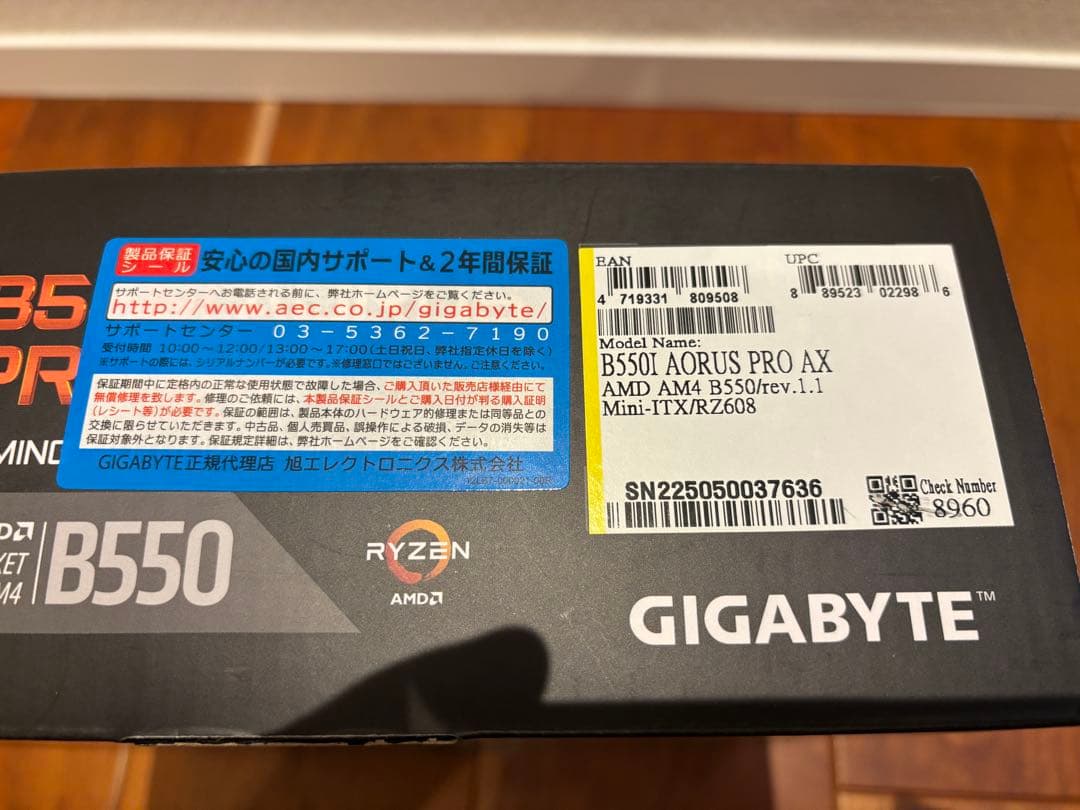 B5
PR
MING
製品保証
シール
安心の国内サポート&2年間保証
サポートセンターへお電話される前に、弊社ホームページをご覧ください。
http://www.aec.co.jp/gigabyte/
サポートセンター 03-5362-7190
受付時間 10:00～12:00/13:00～17:00(土日祝日、弊社指定休日を除く)
※サポートの際には、シリアルナンバーが必要です。※修理窓口ではございません。ご注意ください。
保証期間中に定格内の正常な使用状態で故障した場合、ご購入頂いた販売店様経由にて
無償修理を致します。修理のご依頼には、本製品保証シールとご購入日付が判る購入証明
(レシート等)が必要です。保証の範囲は、製品本体のハードウェア的修理または同等品との
交換に限らせていただきます。中古品、個人売買品、誤操作による破損、データの消失等は
保証対象外となります。保証規定詳細は、弊社ホームページをご確認ください。
GIGABYTE正規代理店 旭エレクトロニクス株式会社
EAN
4 719331 809508
UPC
8 89523 02298 6
Model Name:
B550I AORUS PRO AX
AMD AM4 B550/rev.1.1
Mini-ITX/RZ608
SN225050037636
Check Number
8960
KET
M4
B550
RYZEN
AMD
GIGABYTE™